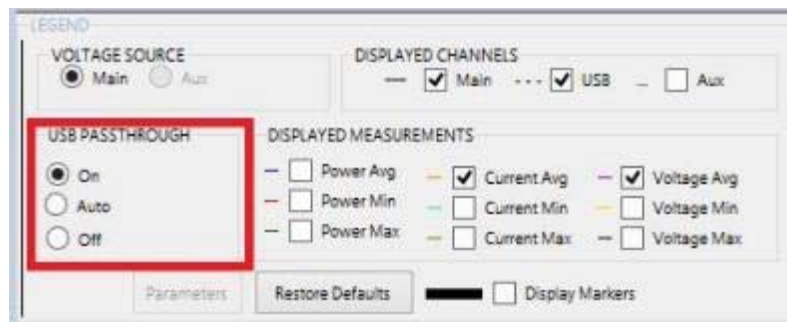 LEGEND
VOLTAGE SOURCE
Main Aux
DISPLAYED CHANNELS
Main USB Aux
USB PASSTHROUGH
On
Auto
Off
DISPLAYED MEASUREMENTS
Power Avg Current Avg Voltage Avg
Power Min Current Min Voltage Min
Power Max Current Max Voltage Max
Parameters Restore Defaults Display Markers